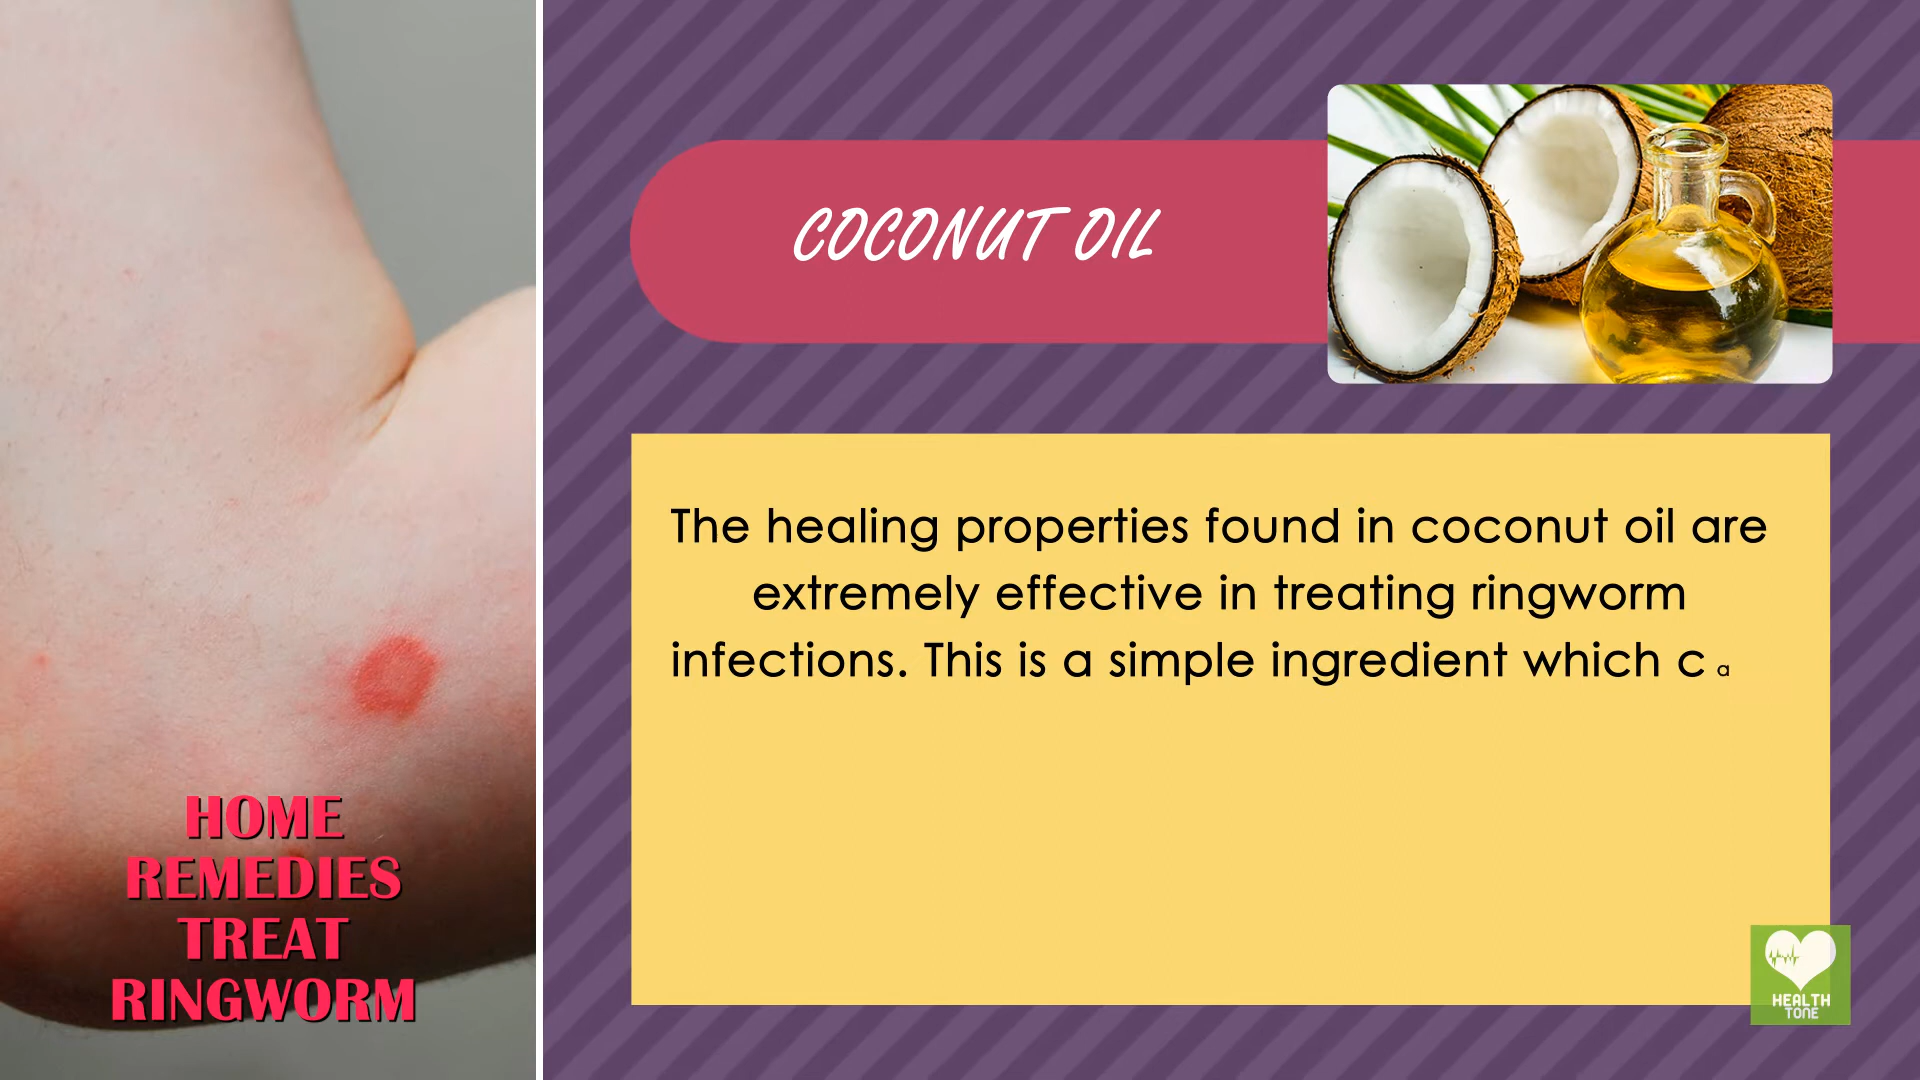 COCONUT OIL
The healing properties found in coconut oil are
extremely effective in treating ringworm
infections. This is a simple ingredient which c a
HOME
REMEDIES
TREAT
RINGWORM
HEALTH
TONE